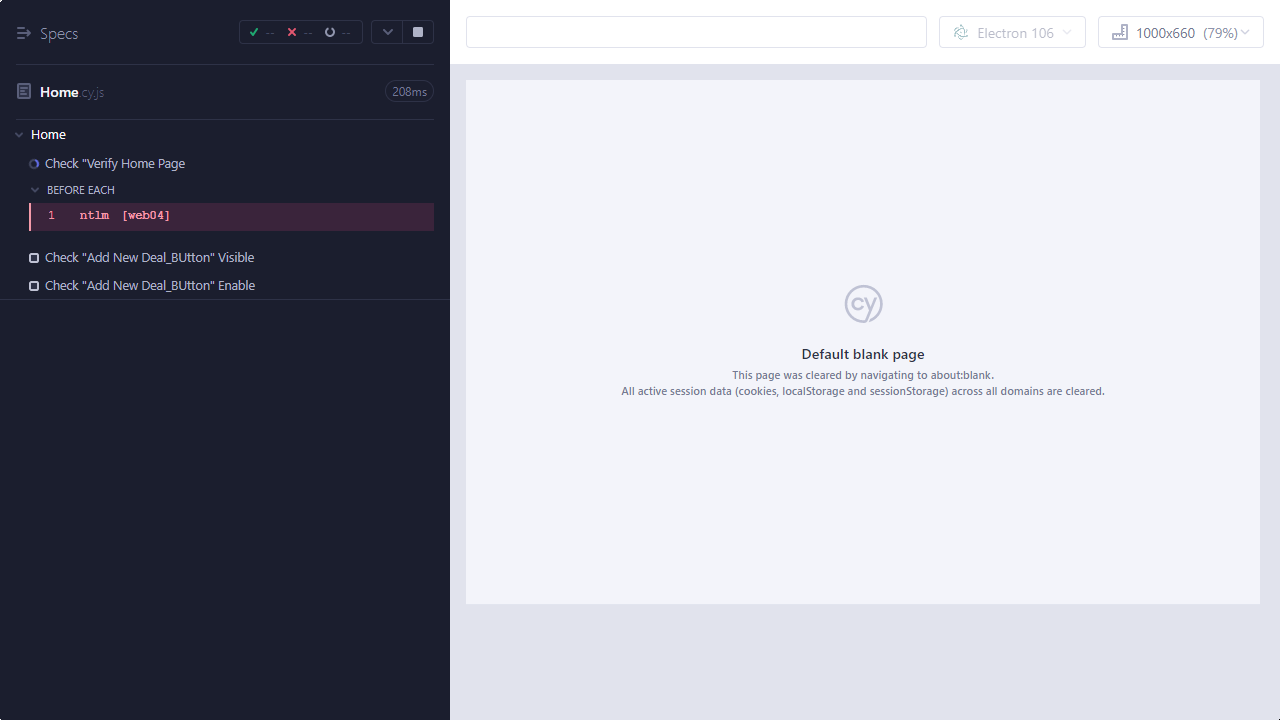 Specs
--
--
--
Electron 106
1000x660 (79%)
Home.cy.js
208ms
Home
Check "Verify Home Page
BEFORE EACH
1 ntlm [web04]
Check "Add New Deal_BUtton" Visible
Check "Add New Deal_BUtton" Enable
cy
Default blank page
This page was cleared by navigating to about:blank.
All active session data (cookies, localStorage and sessionStorage) across all domains are cleared.